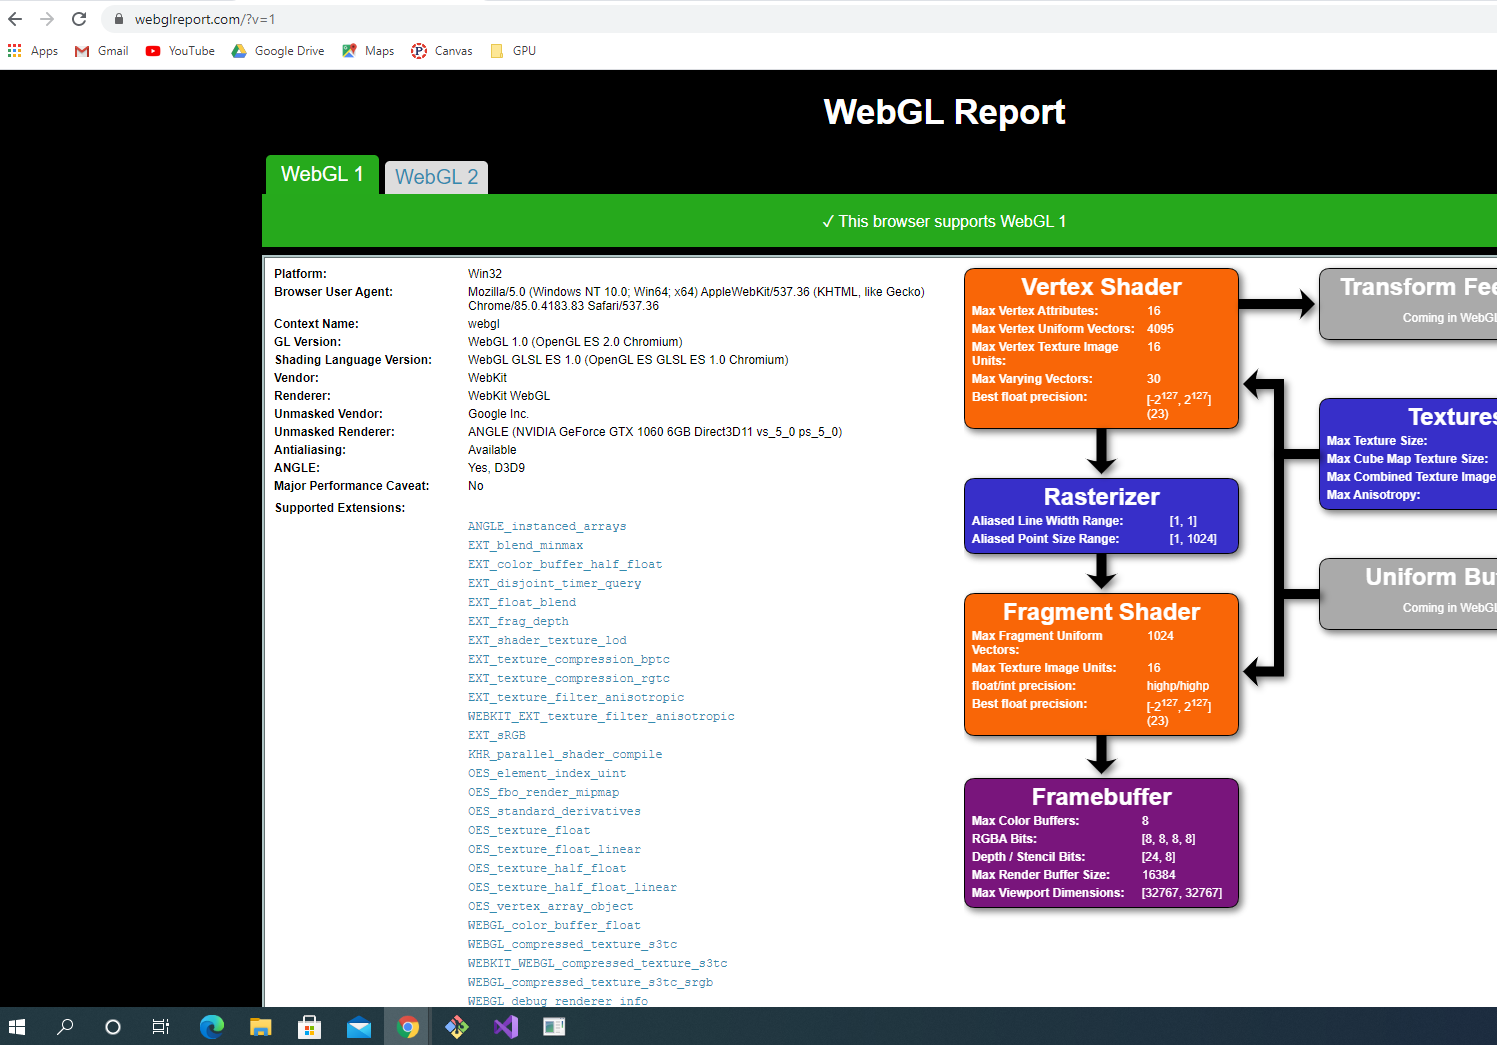 webglreport.com/?v=1
Apps Gmail YouTube Google Drive Maps Canvas GPU
WebGL Report
WebGL 1 WebGL 2
✓ This browser supports WebGL 1
Platform: Win32
Browser User Agent: Mozilla/5.0 (Windows NT 10.0; Win64; x64) AppleWebKit/537.36 (KHTML, like Gecko)
Chrome/85.0.4183.83 Safari/537.36
Context Name: webgl
GL Version: WebGL 1.0 (OpenGL ES 2.0 Chromium)
Shading Language Version: WebGL GLSL ES 1.0 (OpenGL ES GLSL ES 1.0 Chromium)
Vendor: WebKit
Renderer: WebKit WebGL
Unmasked Vendor: Google Inc.
Unmasked Renderer: ANGLE (NVIDIA GeForce GTX 1060 6GB Direct3D11 vs_5_0 ps_5_0)
Antialiasing: Available
ANGLE: Yes, D3D9
Major Performance Caveat: No
Supported Extensions:
ANGLE_instanced_arrays
EXT_blend_minmax
EXT_color_buffer_half_float
EXT_disjoint_timer_query
EXT_float_blend
EXT_frag_depth
EXT_shader_texture_lod
EXT_texture_compression_bptc
EXT_texture_compression_rgtc
EXT_texture_filter_anisotropic
WEBKIT_EXT_texture_filter_anisotropic
EXT_sRGB
KHR_parallel_shader_compile
OES_element_index_uint
OES_fbo_render_mipmap
OES_standard_derivatives
OES_texture_float
OES_texture_float_linear
OES_texture_half_float
OES_texture_half_float_linear
OES_vertex_array_object
WEBGL_color_buffer_float
WEBGL_compressed_texture_s3tc
WEBKIT_WEBGL_compressed_texture_s3tc
WEBGL_compressed_texture_s3tc_srgb
WEBGL_debug_renderer_info
Vertex Shader
Max Vertex Attributes: 16
Max Vertex Uniform Vectors: 4095
Max Vertex Texture Image 16
Units:
Max Varying Vectors: 30
Best float precision: [-2¹²⁷, 2¹²⁷]
(23)
Rasterizer
Aliased Line Width Range: [1, 1]
Aliased Point Size Range: [1, 1024]
Fragment Shader
Max Fragment Uniform 1024
Vectors:
Max Texture Image Units: 16
float/int precision: highp/highp
Best float precision: [-2¹²⁷, 2¹²⁷]
(23)
Framebuffer
Max Color Buffers: 8
RGBA Bits: [8, 8, 8, 8]
Depth / Stencil Bits: [24, 8]
Max Render Buffer Size: 16384
Max Viewport Dimensions: [32767, 32767]
Transform Fee
Coming in WebGL
Textures
Max Texture Size:
Max Cube Map Texture Size:
Max Combined Texture Image
Max Anisotropy:
Uniform Bu
Coming in WebGL